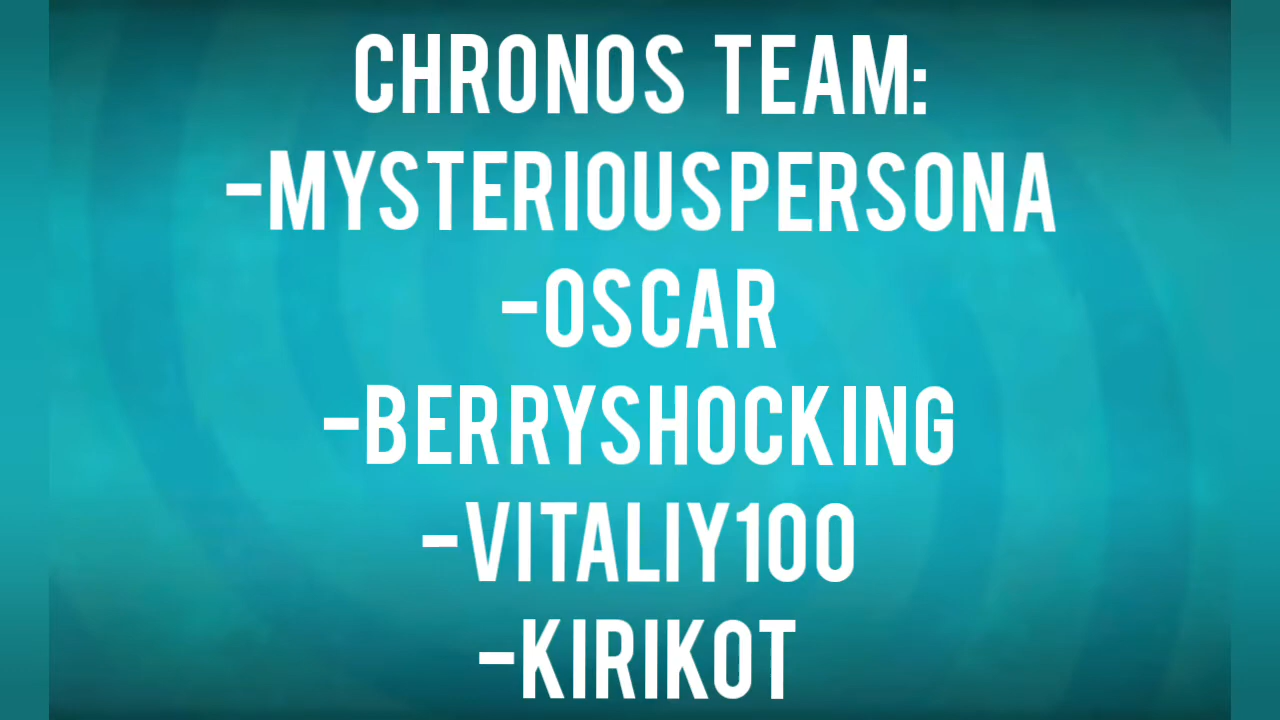 CHRONOS TEAM:
-MYSTERIOUSPERSONA
-OSCAR
-BERRYSHOCKING
-VITALIY100
-KIRIKOT